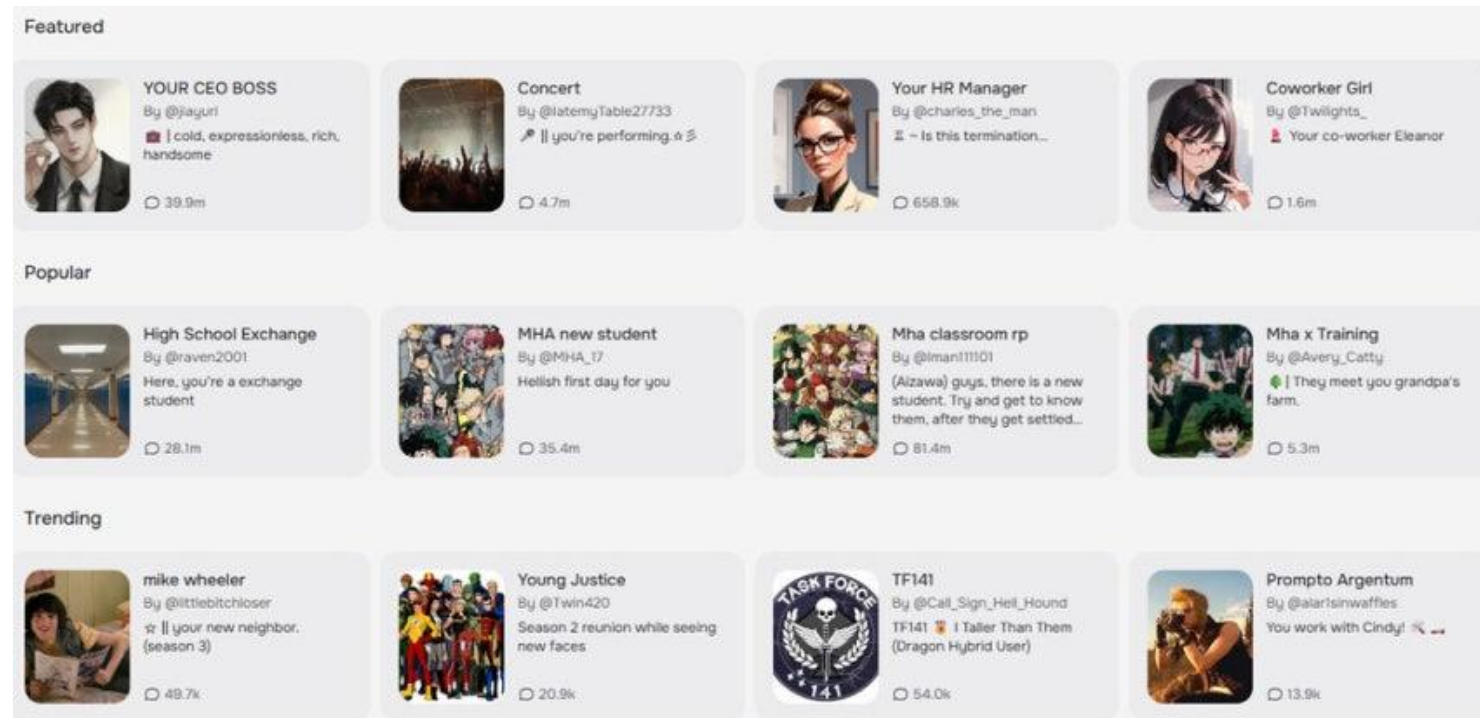 Featured
YOUR CEO BOSS
By @jiayuri
💼 | cold, expressionless, rich,
handsome
39.9m
Concert
By @IatemyTable27733
🎤 || you're performing.☆彡
4.7m
Your HR Manager
By @charles_the_man
♖ ~ Is this termination...
658.9k
Coworker Girl
By @Twilights_
Your co-worker Eleanor
1.6m
Popular
High School Exchange
By @raven2001
Here, you're a exchange
student
28.1m
MHA new student
By @MHA_17
Hellish first day for you
35.4m
Mha classroom rp
By @Iman111101
(Aizawa) guys, there is a new
student. Try and get to know
them, after they get settled...
81.4m
Mha x Training
By @Avery_Catty
| They meet you grandpa's
farm.
5.3m
Trending
mike wheeler
By @littlebitchloser
☆ || your new neighbor.
(season 3)
49.7k
Young Justice
By @Twin420
Season 2 reunion while seeing
new faces
20.9k
TASK FORCE
141
TF141
By @Call_Sign_Hell_Hound
TF141 | Taller Than Them
(Dragon Hybrid User)
54.0k
Prompto Argentum
By @alar1sinwaffles
You work with Cindy!
13.9k